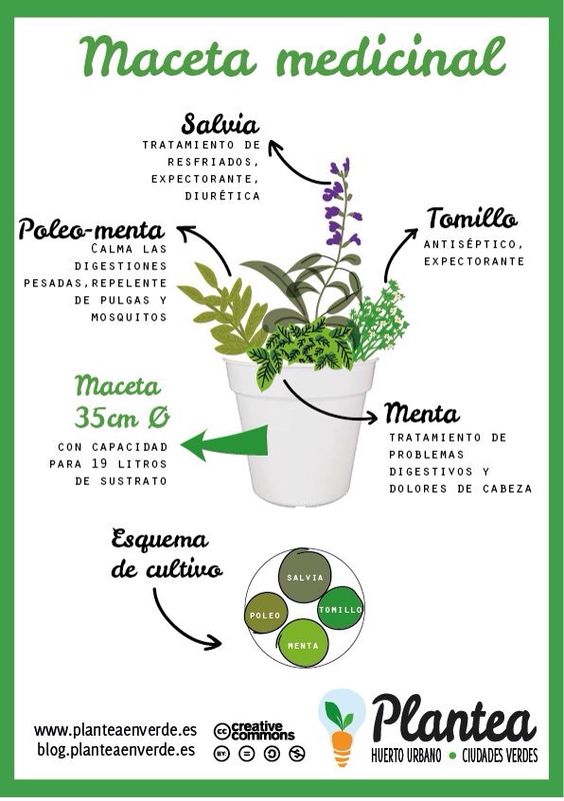 Maceta medicinal
Salvia
TRATAMIENTO DE
RESFRIADOS,
EXPECTORANTE,
DIURÉTICA
Poleo-menta
CALMA LAS
DIGESTIONES
PESADAS, REPELENTE
DE PULGAS Y
MOSQUITOS
Tomillo
ANTISÉPTICO,
EXPECTORANTE
Maceta
35cm Ø
CON CAPACIDAD
PARA 19 LITROS
DE SUSTRATO
Menta
TRATAMIENTO DE
PROBLEMAS
DIGESTIVOS Y
DOLORES DE CABEZA
Esquema
de cultivo
SALVIA
POLEO
TOMILLO
MENTA
www.planteaenverde.es
blog.planteaenverde.es
cc creative
commons
BY:
Plantea
HUERTO URBANO • CIUDADES VERDES